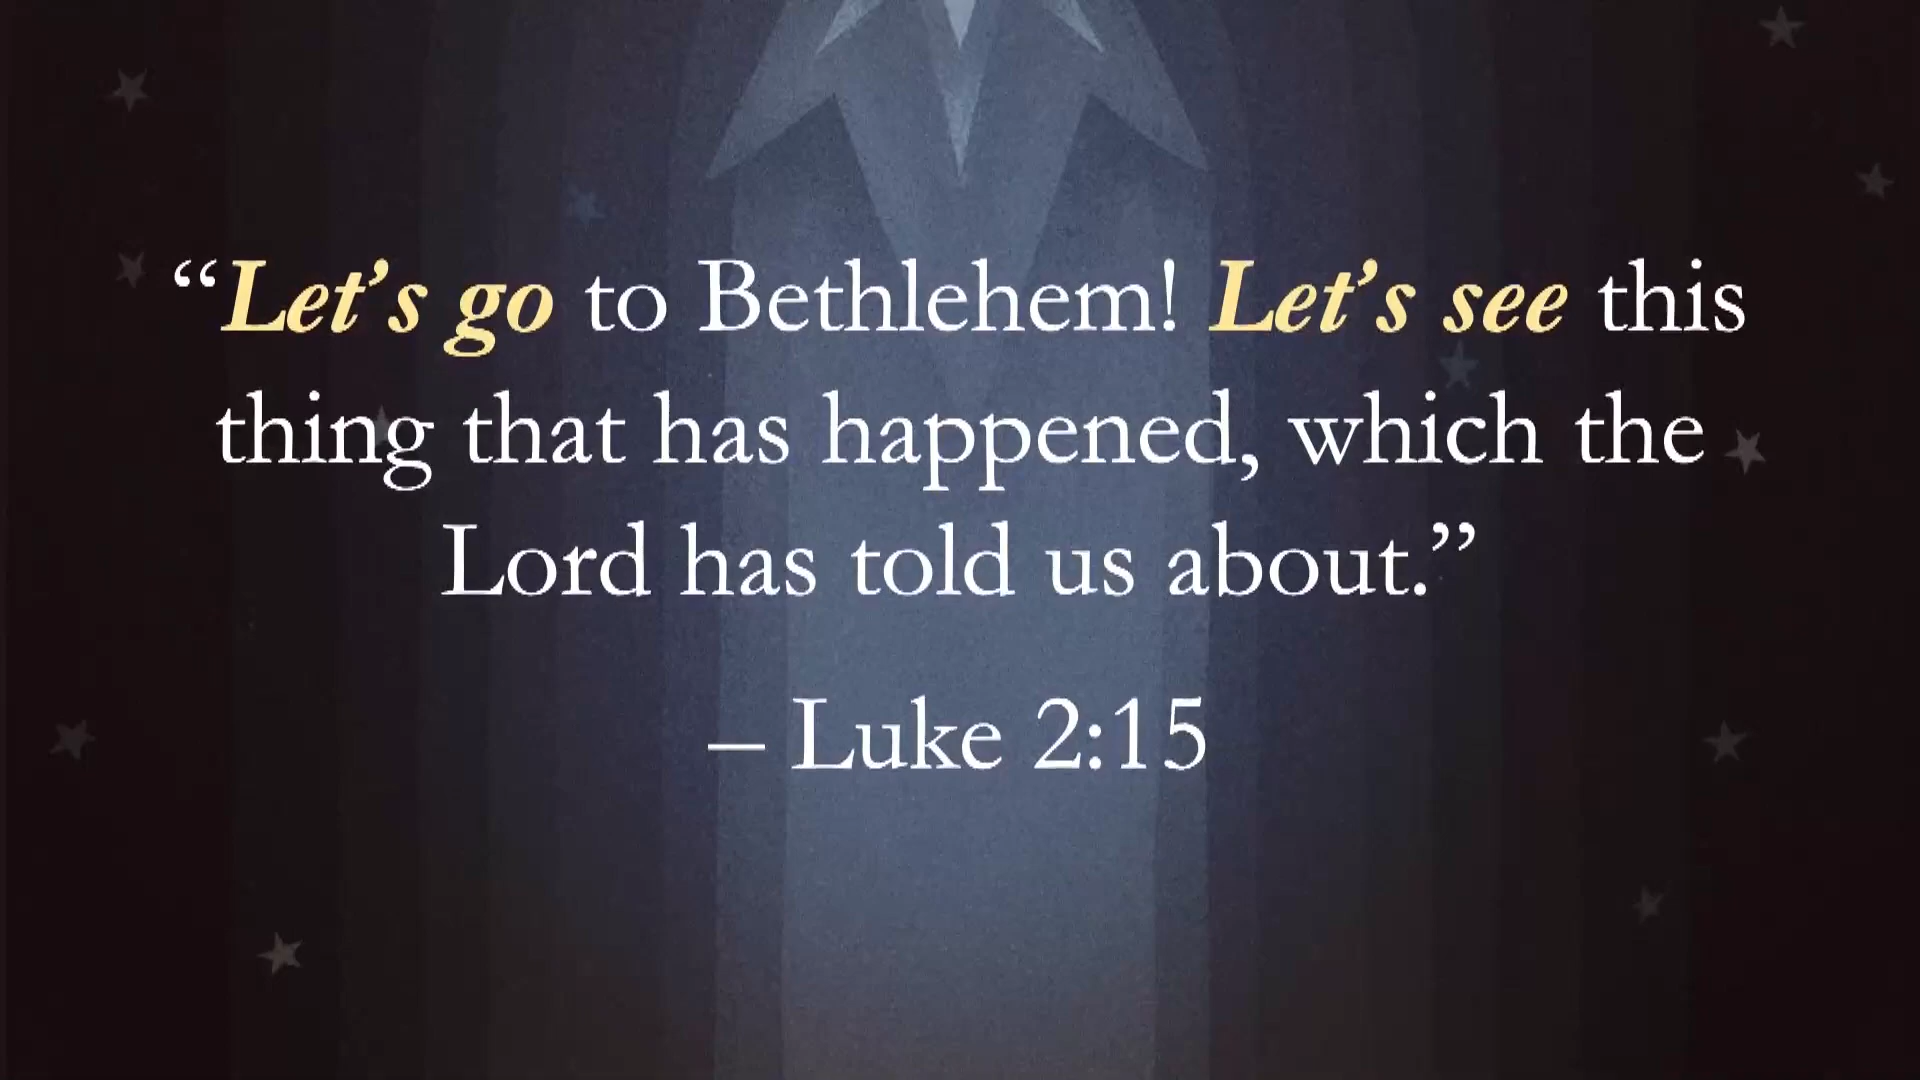 “Let’s go to Bethlehem! Let’s see this
thing that has happened, which the
Lord has told us about.”
– Luke 2:15